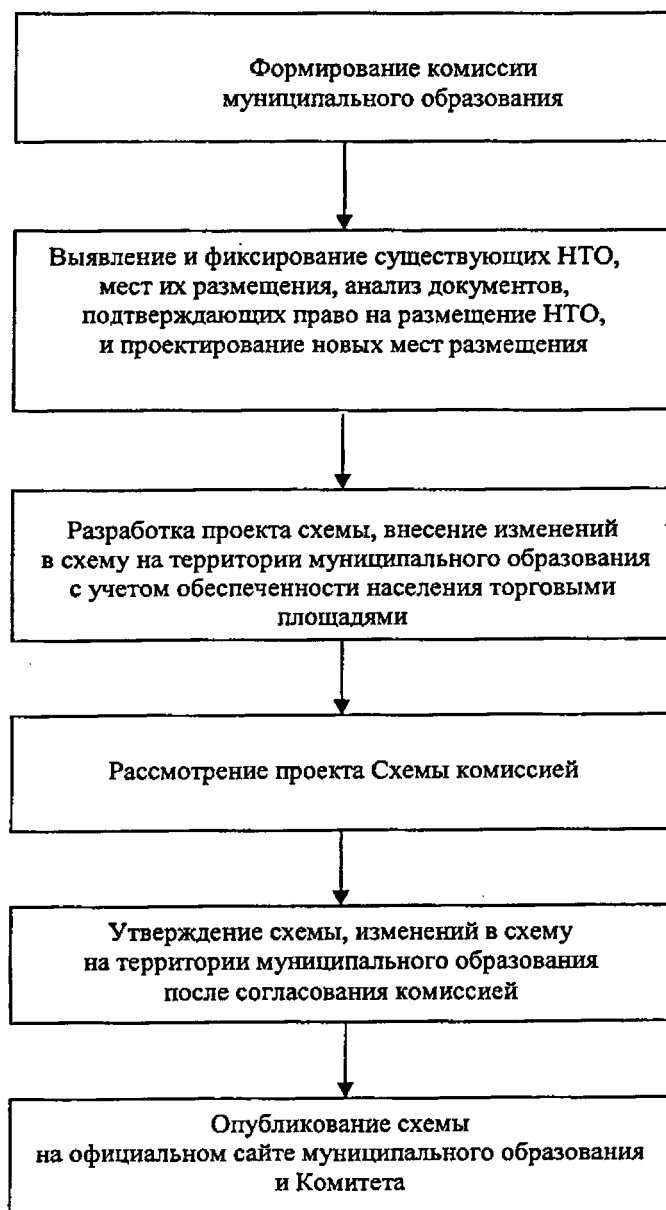 Формирование комиссии
муниципального образования
Выявление и фиксирование существующих НТО,
мест их размещения, анализ документов,
подтверждающих право на размещение НТО,
и проектирование новых мест размещения
Разработка проекта схемы, внесение изменений
в схему на территории муниципального образования
с учетом обеспеченности населения торговыми
площадями
Рассмотрение проекта Схемы комиссией
Утверждение схемы, изменений в схему
на территории муниципального образования
после согласования комиссией
Опубликование схемы
на официальном сайте муниципального образования
и Комитета